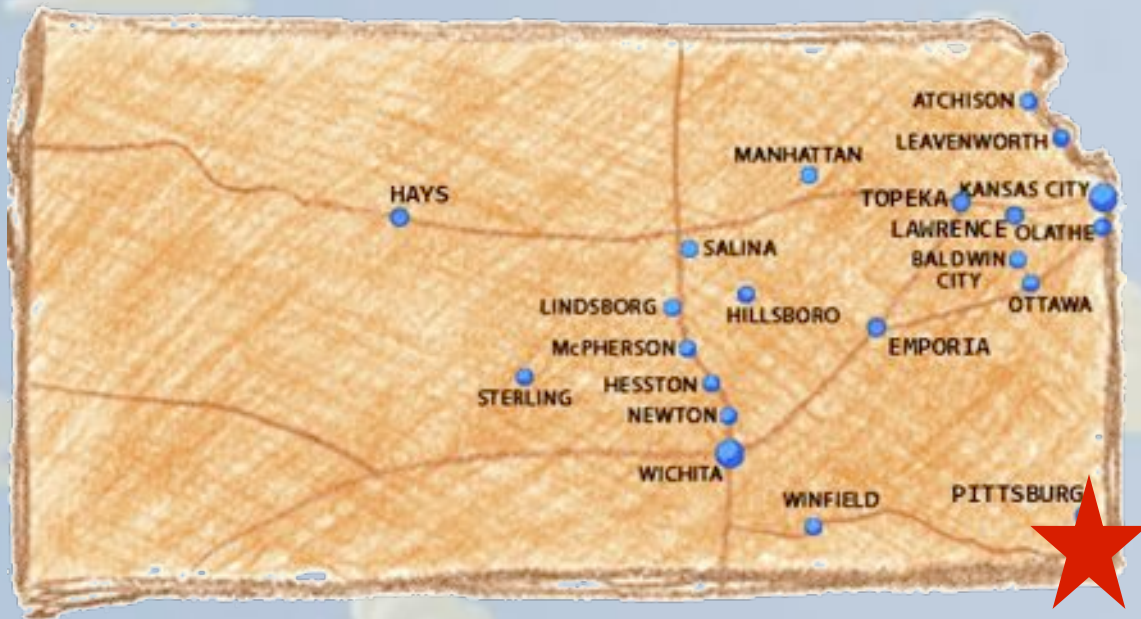 ATCHISON
LEAVENWORTH
MANHATTAN
HAYS
TOPEKA
KANSAS CITY
LAWRENCE
OLATHE
SALINA
BALDWIN
CITY
OTTAWA
LINDSBORG
HILLSBORO
McPHERSON
EMPORIA
HESSTON
STERLING
NEWTON
WICHITA
WINFIELD
PITTSBURG